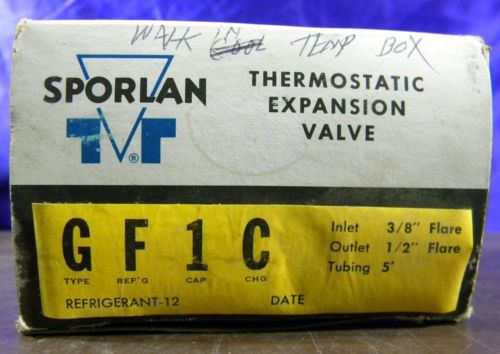 WALK IN COOL TEMP BOX
SPORLAN
TVT ®
THERMOSTATIC
EXPANSION
VALVE
G F 1 C
TYPE REF'G CAP CHG
Inlet 3/8" Flare
Outlet 1/2" Flare
Tubing 5"
REFRIGERANT-12 DATE